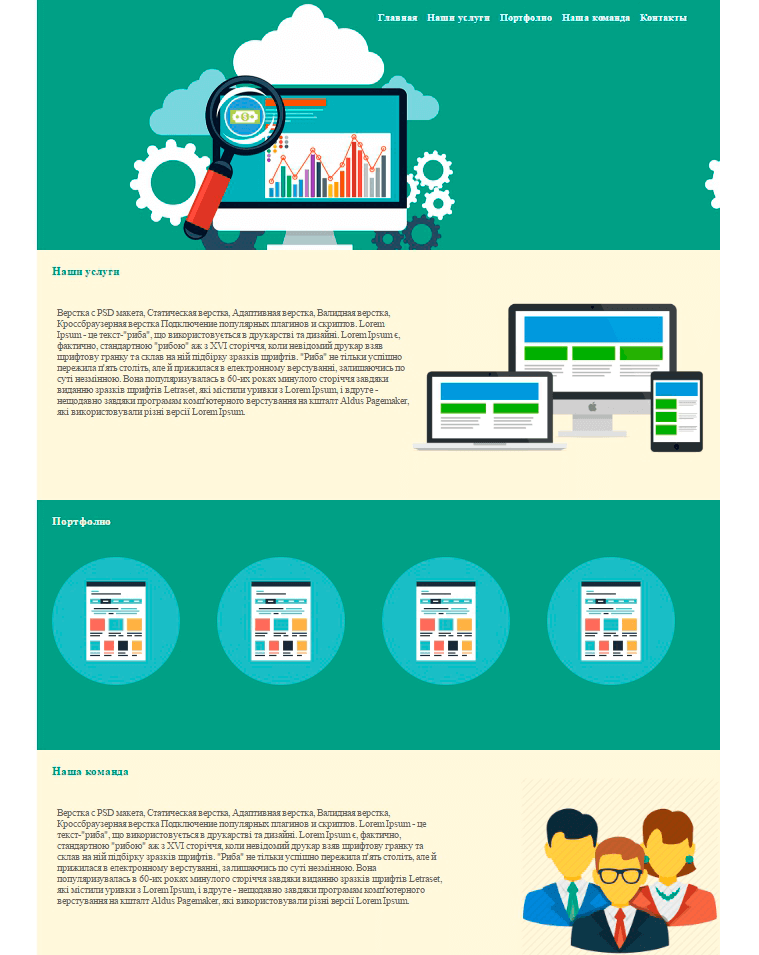 Главная Наши услуги Портфолио Наша команда Контакты
Наши услуги
Верстка с PSD макета, Статическая верстка, Адаптивная верстка, Валидная верстка,
Кроссбраузерная верстка Подключение популярных плагинов и скриптов. Lorem
Ipsum - це текст-"риба", що використовується в друкарстві та дизайні. Lorem Ipsum є,
фактично, стандартною "рибою" аж з XVI сторіччя, коли невідомий друкар взяв
шрифтову гранку та склав на ній підбірку зразків шрифтів. "Риба" не тільки успішно
пережила п'ять століть, але й прижилася в електронному верстуванні, залишаючись по
суті незмінною. Вона популяризувалась в 60-их роках минулого сторіччя завдяки
виданню зразків шрифтів Letraset, які містили уривки з Lorem Ipsum, і вдруге -
нещодавно завдяки програмам комп'ютерного верстування на кшталт Aldus Pagemaker,
які використовували різні версії Lorem Ipsum.
Портфолио
Наша команда
Верстка с PSD макета, Статическая верстка, Адаптивная верстка, Валидная верстка,
Кроссбраузерная верстка Подключение популярных плагинов и скриптов. Lorem Ipsum - це
текст-"риба", що використовується в друкарстві та дизайні. Lorem Ipsum є, фактично,
стандартною "рибою" аж з XVI сторіччя, коли невідомий друкар взяв шрифтову гранку та
склав на ній підбірку зразків шрифтів. "Риба" не тільки успішно пережила п'ять століть, але й
прижилася в електронному верстуванні, залишаючись по суті незмінною. Вона
популяризувалась в 60-их роках минулого сторіччя завдяки виданню зразків шрифтів Letraset,
які містили уривки з Lorem Ipsum, і вдруге - нещодавно завдяки програмам комп'ютерного
верстування на кшталт Aldus Pagemaker, які використовували різні версії Lorem Ipsum.